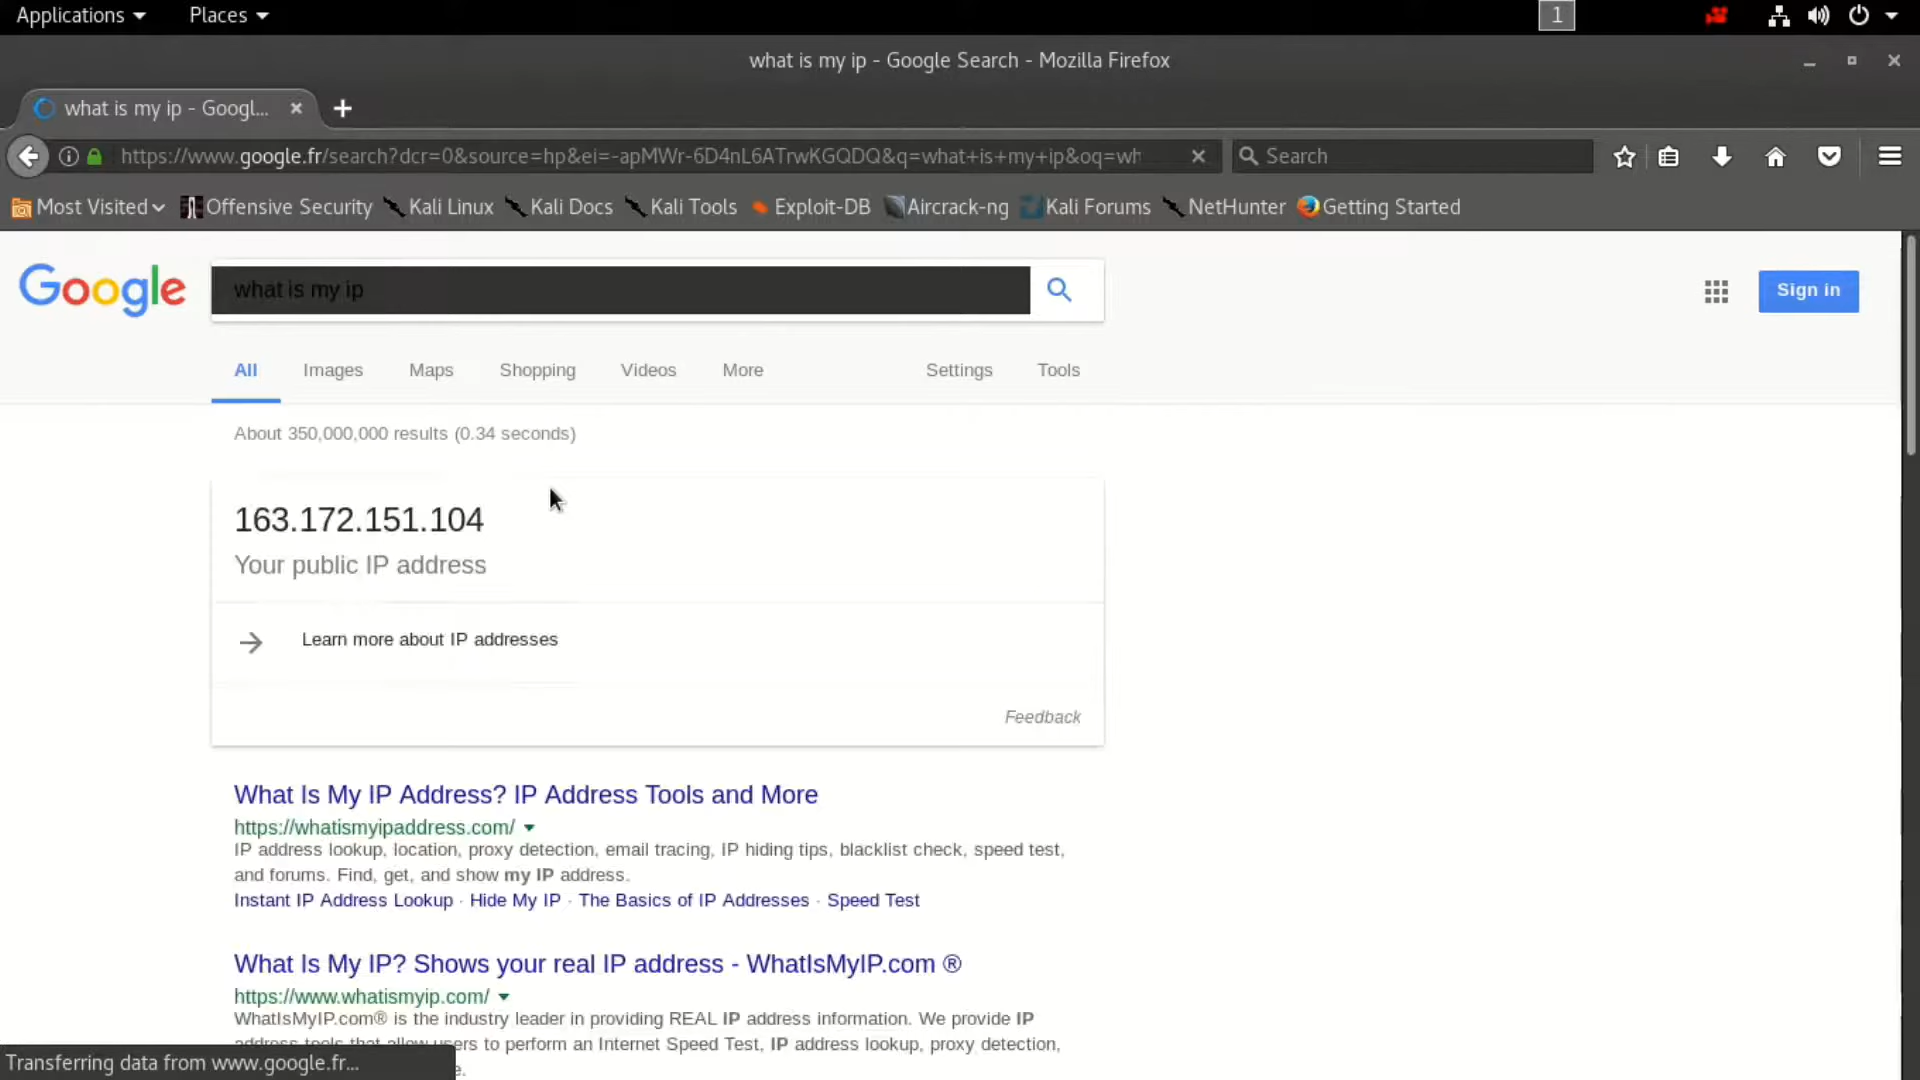 Applications Places 1
what is my ip - Google Search - Mozilla Firefox
what is my ip - Googl...
https://www.google.fr/search?dcr=0&source=hp&ei=-apMWr-6D4nL6ATrwKGQDQ&q=what+is+my+ip&oq=wh Search
Most Visited Offensive Security Kali Linux Kali Docs Kali Tools Exploit-DB Aircrack-ng Kali Forums NetHunter Getting Started
Google what is my ip Sign in
All Images Maps Shopping Videos More Settings Tools
About 350,000,000 results (0.34 seconds)
163.172.151.104
Your public IP address
Learn more about IP addresses
Feedback
What Is My IP Address? IP Address Tools and More
https://whatismyipaddress.com/
IP address lookup, location, proxy detection, email tracing, IP hiding tips, blacklist check, speed test,
and forums. Find, get, and show my IP address.
Instant IP Address Lookup · Hide My IP · The Basics of IP Addresses · Speed Test
What Is My IP? Shows your real IP address - WhatIsMyIP.com ®
https://www.whatismyip.com/
WhatIsMyIP.com® is the industry leader in providing REAL IP address information. We provide IP
address tools that allow users to perform an Internet Speed Test, IP address lookup, proxy detection,
Transferring data from www.google.fr... e.